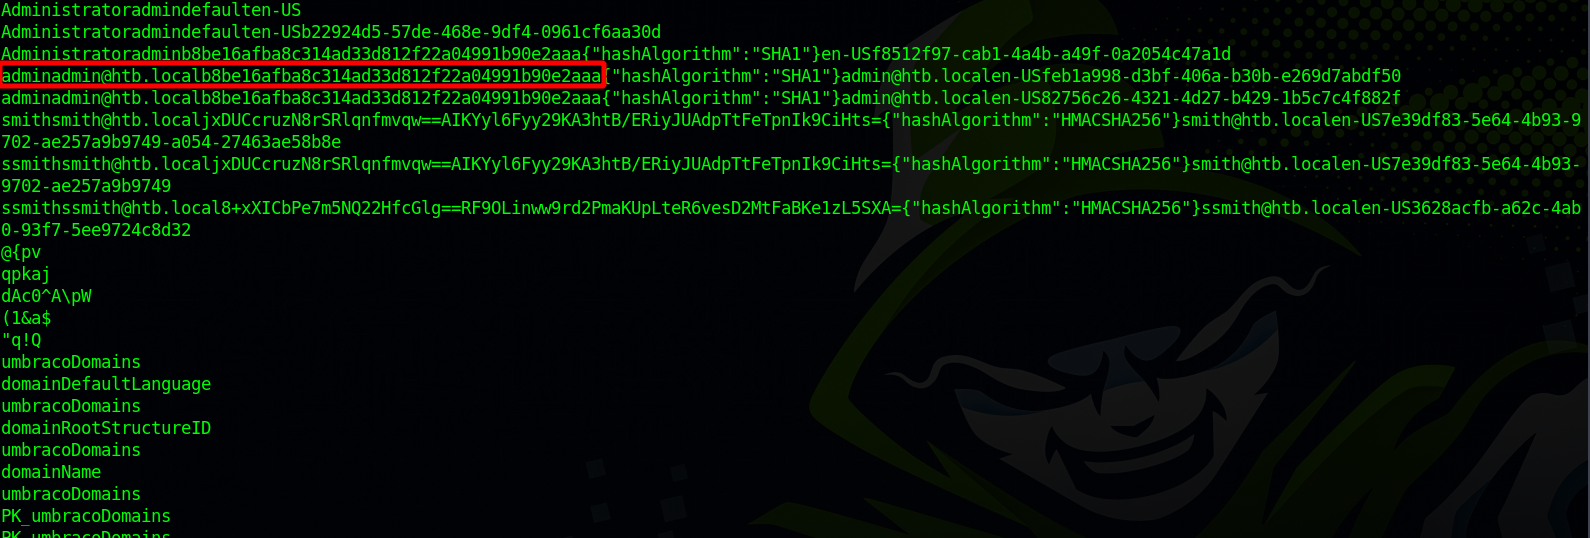 Administratoradmindefaulten-US
Administratoradmindefaulten-USb22924d5-57de-468e-9df4-0961cf6aa30d
Administratoradminb8be16afba8c314ad33d812f22a04991b90e2aaa{"hashAlgorithm":"SHA1"}en-USf8512f97-cab1-4a4b-a49f-0a2054c47a1d
adminadmin@htb.localb8be16afba8c314ad33d812f22a04991b90e2aaa{"hashAlgorithm":"SHA1"}admin@htb.localen-USfeb1a998-d3bf-406a-b30b-e269d7abdf50
adminadmin@htb.localb8be16afba8c314ad33d812f22a04991b90e2aaa{"hashAlgorithm":"SHA1"}admin@htb.localen-US82756c26-4321-4d27-b429-1b5c7c4f882f
smithsmith@htb.localjxDUCcruzN8rSRlqnfmvqw==AIKYyl6Fyy29KA3htB/ERiyJUAdpTtFeTpnIk9CiHts={"hashAlgorithm":"HMACSHA256"}smith@htb.localen-US7e39df83-5e64-4b93-9
702-ae257a9b9749-a054-27463ae58b8e
ssmithsmith@htb.localjxDUCcruzN8rSRlqnfmvqw==AIKYyl6Fyy29KA3htB/ERiyJUAdpTtFeTpnIk9CiHts={"hashAlgorithm":"HMACSHA256"}smith@htb.localen-US7e39df83-5e64-4b93-
9702-ae257a9b9749
ssmithssmith@htb.local8+xXICbPe7m5NQ22HfcGlg==RF9OLinww9rd2PmaKUpLteR6vesD2MtFaBKe1zL5SXA={"hashAlgorithm":"HMACSHA256"}ssmith@htb.localen-US3628acfb-a62c-4ab
0-93f7-5ee9724c8d32
@{pv
qpkaj
dAc0^A\pW
(1&a$
"q!Q
umbracoDomains
domainDefaultLanguage
umbracoDomains
domainRootStructureID
umbracoDomains
domainName
umbracoDomains
PK_umbracoDomains
PK_umbracoDomains